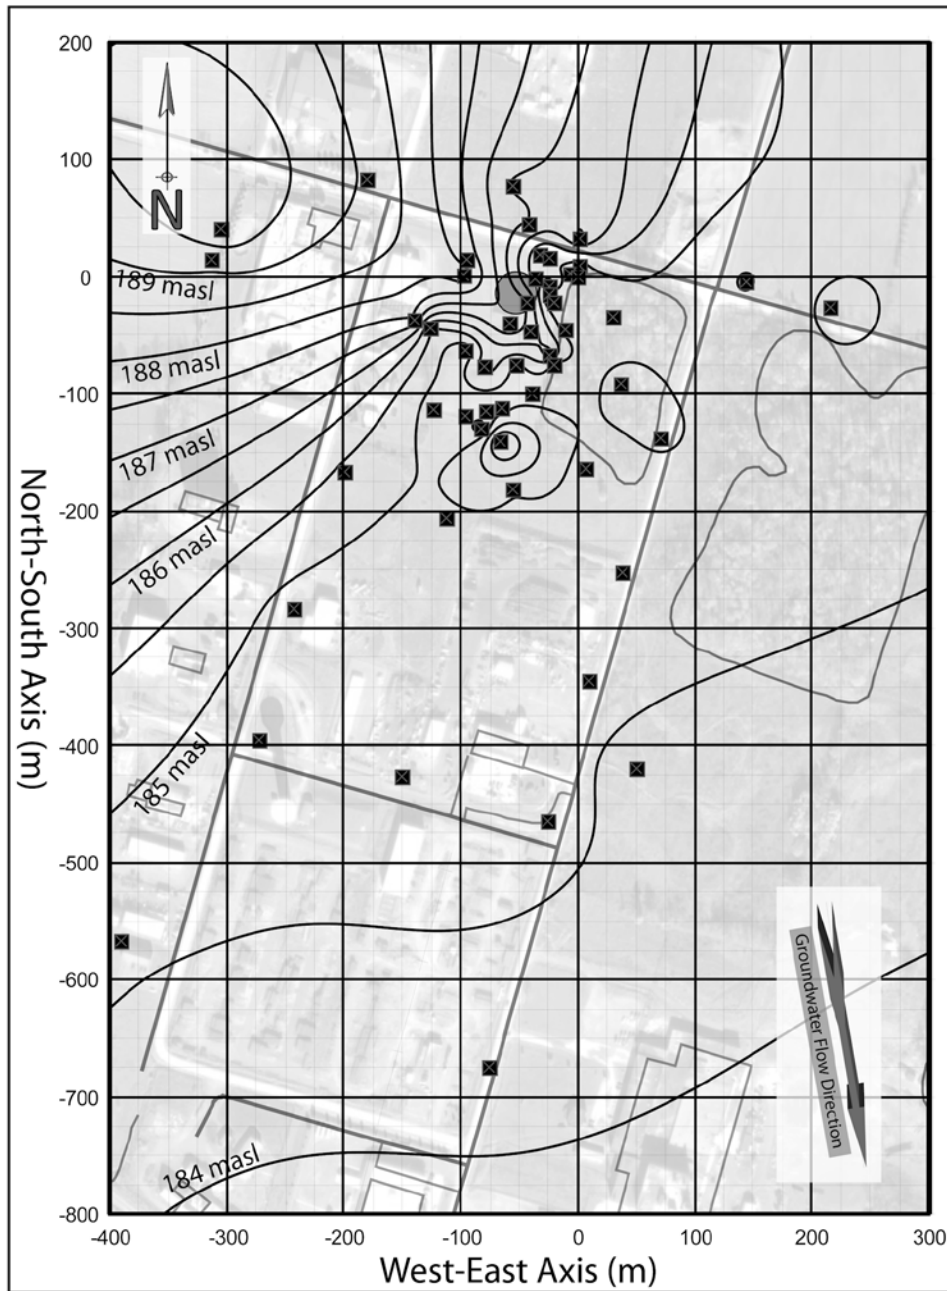 200
100
0
-100
-200
-300
-400
-500
-600
-700
-800
North-South Axis (m)
N
189 masl
188 masl
187 masl
186 masl
185 masl
184 masl
Groundwater Flow Direction
-400
-300
-200
-100
0
100
200
300
West-East Axis (m)